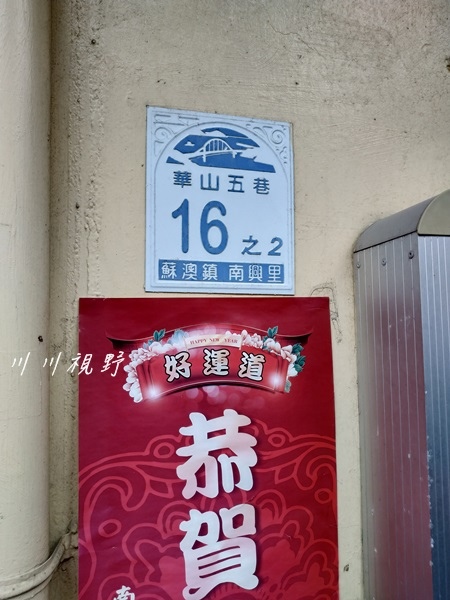 華山五巷
16之2
蘇澳鎮 南興里
HAPPY NEW YEAR
好運道
川川視野
恭賀
南